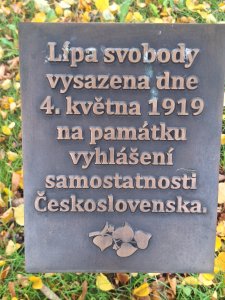 Lípa svobody
vysazena dne
4. května 1919
na památku
vyhlášení
samostatnosti
Československa.